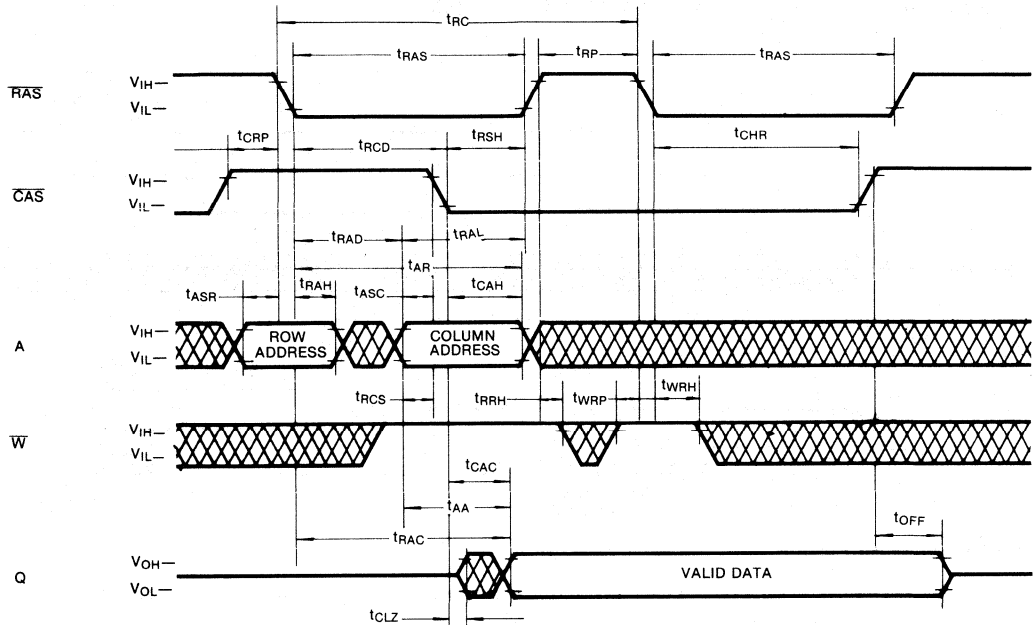 tRC
tRAS tRP tRAS
RAS VIH
VIL
tCRP tRCD tRSH tCHR
CAS VIH
VIL
tRAD tRAL
tAR
tASR tRAH tASC tCAH
A VIH
VIL
ROW ADDRESS
COLUMN ADDRESS
tRCS tRRH tWRP tWRH
W VIH
VIL
tCAC
tAA
tRAC
tOFF
Q VOH
VOL
VALID DATA
tCLZ